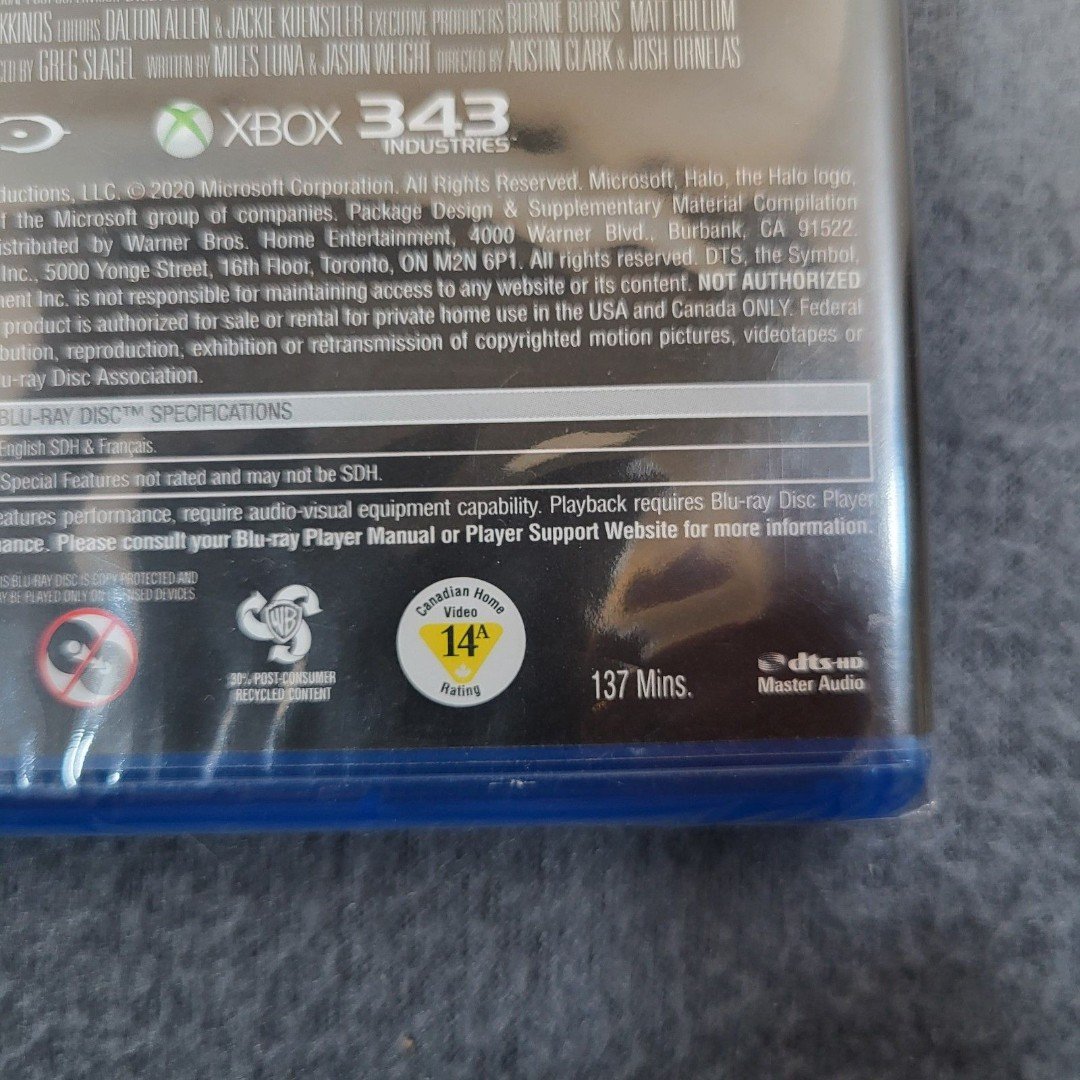 KKINOS EDITORS DALTON ALLEN & JACKIE KUENSTLER EXECUTIVE PRODUCERS BURNIE BURNS MATT HULLUM
CED BY GREG SLAGEL WRITTEN BY MILES LUNA & JASON WEIGHT DIRECTED BY AUSTIN CLARK & JOSH ORNELAS
XBOX 343 INDUSTRIES™
ductions, LLC. © 2020 Microsoft Corporation. All Rights Reserved. Microsoft, Halo, the Halo logo,
f the Microsoft group of companies. Package Design & Supplementary Material Compilation
istributed by Warner Bros. Home Entertainment, 4000 Warner Blvd., Burbank, CA 91522.
Inc., 5000 Yonge Street, 16th Floor, Toronto, ON M2N 6P1. All rights reserved. DTS, the Symbol,
ment Inc. is not responsible for maintaining access to any website or its content. NOT AUTHORIZED
product is authorized for sale or rental for private home use in the USA and Canada ONLY. Federal
bution, reproduction, exhibition or retransmission of copyrighted motion pictures, videotapes or
u-ray Disc Association.
BLU-RAY DISC™ SPECIFICATIONS
English SDH & Français.
Special Features not rated and may not be SDH.
eatures performance, require audio-visual equipment capability. Playback requires Blu-ray Disc Player
nance. Please consult your Blu-ray Player Manual or Player Support Website for more information.
IS BLU-RAY DISC IS COPY PROTECTED AND
Y BE PLAYED ONLY ON LICENSED DEVICES
WB
30% POST-CONSUMER
RECYCLED CONTENT
Canadian Home
Video
14A
Rating
137 Mins.
dts-HD
Master Audio